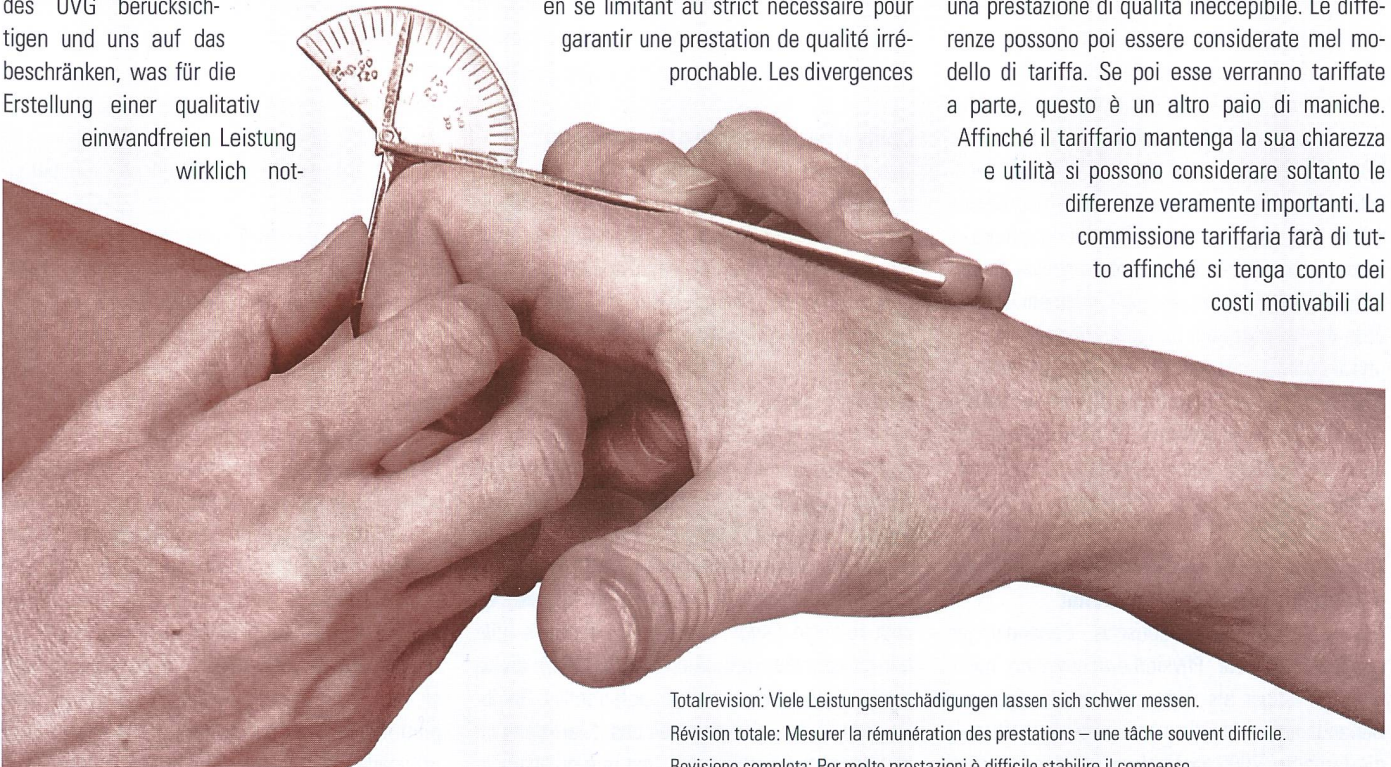 des UVG berücksich-
tigen und uns auf das
beschränken, was für die
Erstellung einer qualitativ
einwandfreien Leistung
wirklich not-
en se limitant au strict nécessaire pour
garantir une prestation de qualité irré-
prochable. Les divergences
una prestazione di qualità ineccepibile. Le diffe-
renze possono poi essere considerate mel mo-
dello di tariffa. Se poi esse verranno tariffate
a parte, questo è un altro paio di maniche.
Affinché il tariffario mantenga la sua chiarezza
e utilità si possono considerare soltanto le
differenze veramente importanti. La
commissione tariffaria farà di tut-
to affinché si tenga conto dei
costi motivabili dal
Totalrevision: Viele Leistungsentschädigungen lassen sich schwer messen.
Révision totale: Mesurer la rémunération des prestations – une tâche souvent difficile.
Revisione completa: Per molte prestazioni è difficile stabilire il compenso.